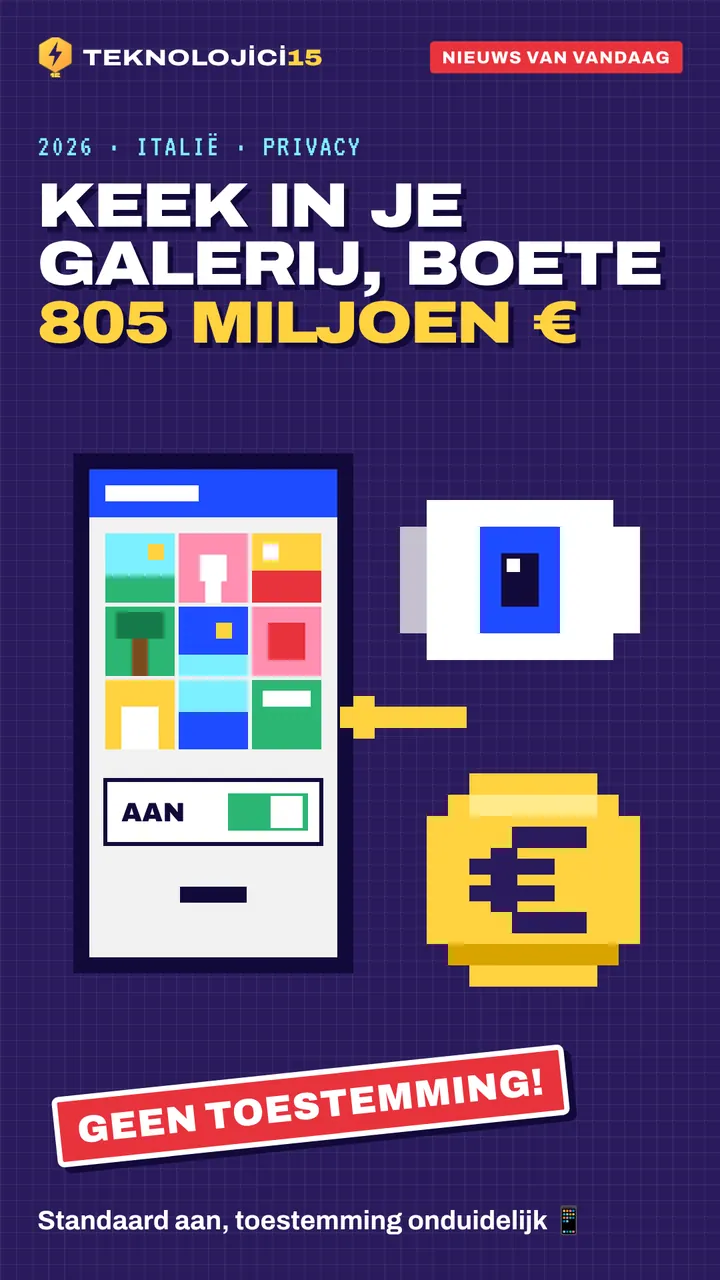 TEKNOLOJİCİ15
NIEUWS VAN VANDAAG
2026 · ITALIË · PRIVACY
KEEK IN JE
GALERIJ, BOETE
805 MILJOEN €
AAN
€
GEEN TOESTEMMING!
Standaard aan, toestemming onduidelijk 📱